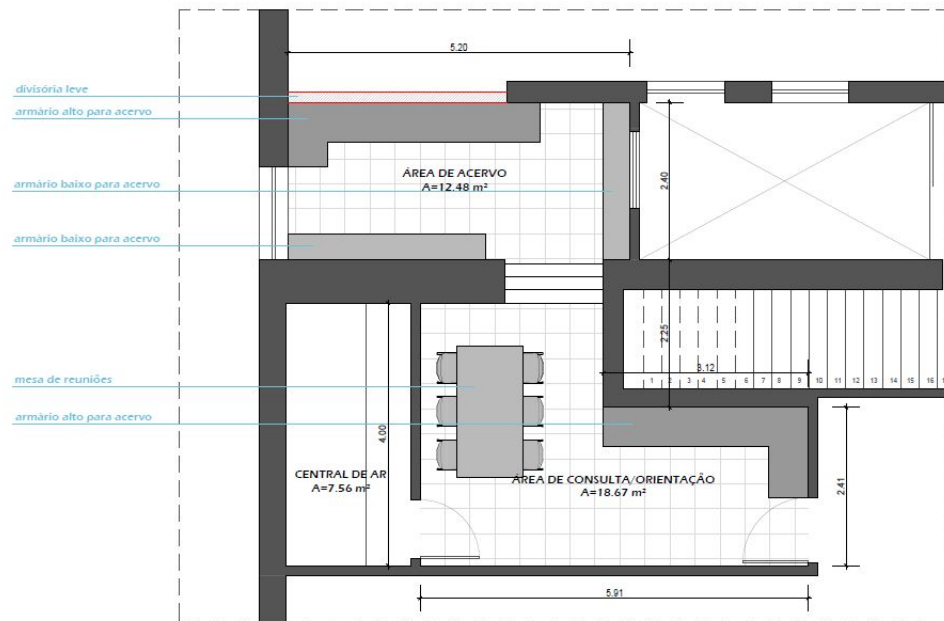 5.20
divisória leve
armário alto para acervo
ÁREA DE ACERVO
A=12.48 m²
armário baixo para acervo
2.40
armário baixo para acervo
2.25
3.12
1 2 3 4 5 6 7 8 9 10 11 12 13 14 15 16
mesa de reuniões
armário alto para acervo
4.00
CENTRAL DE AR
A=7.56 m²
ÁREA DE CONSULTA/ORIENTAÇÃO
A=18.67 m²
2.41
5.91